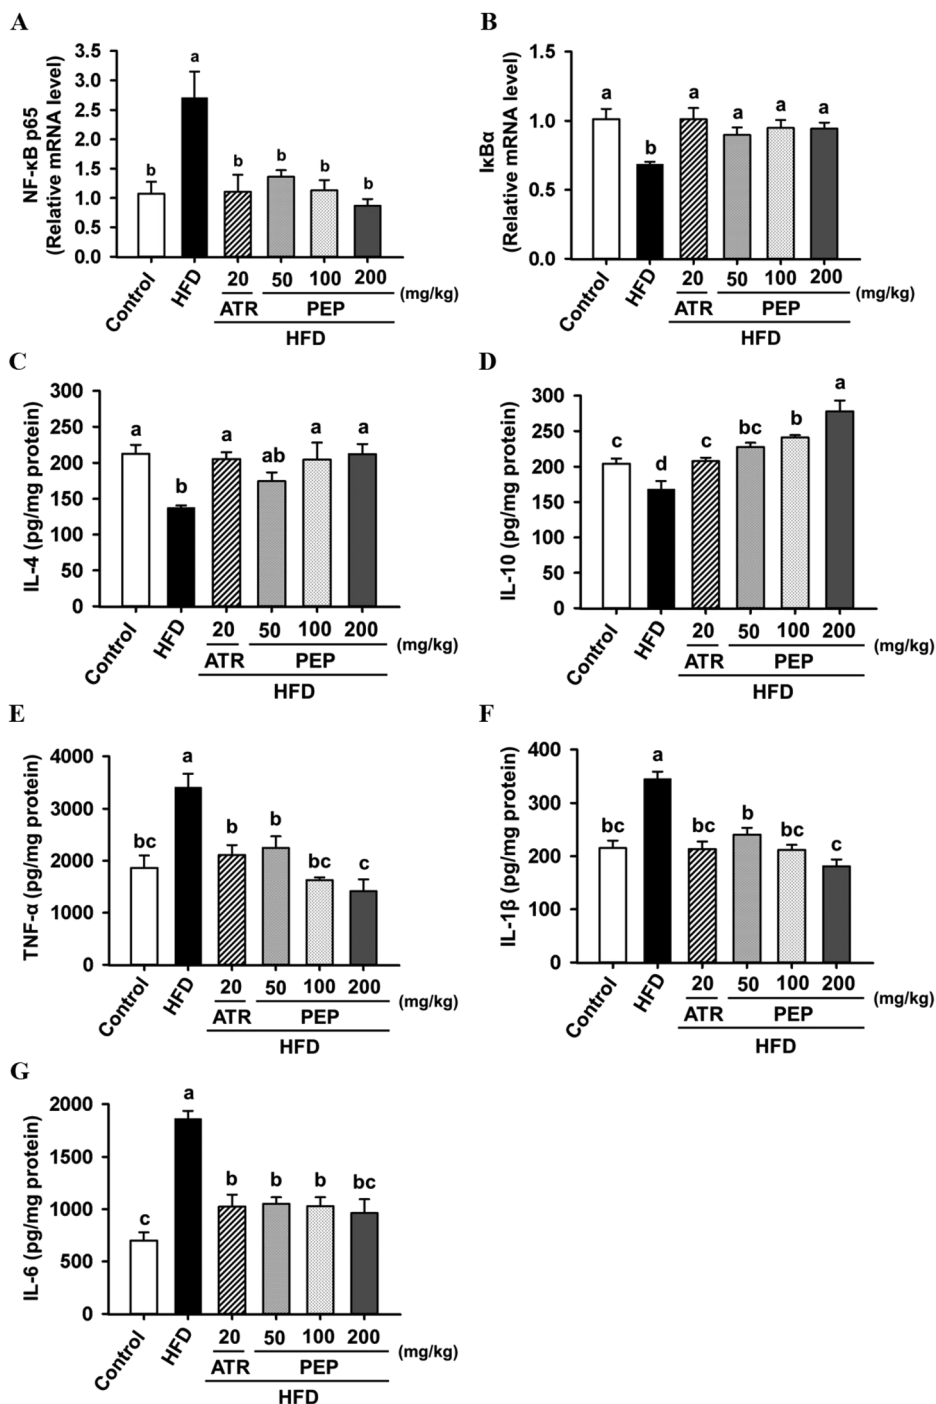 A
NF-κB p65
(Relative mRNA level)
3.5
3.0
2.5
2.0
1.5
1.0
0.5
0.0
b
a
b
b
b
b
Control
HFD
20
50
100
200
(mg/kg)
ATR
PEP
HFD
B
IκBα
(Relative mRNA level)
1.5
1.0
0.5
0.0
a
b
a
a
a
a
Control
HFD
20
50
100
200
(mg/kg)
ATR
PEP
HFD
C
IL-4 (pg/mg protein)
300
250
200
150
100
50
0
a
b
a
ab
a
a
Control
HFD
20
50
100
200
(mg/kg)
ATR
PEP
HFD
D
IL-10 (pg/mg protein)
300
250
200
150
100
50
0
c
d
c
bc
b
a
Control
HFD
20
50
100
200
(mg/kg)
ATR
PEP
HFD
E
TNF-α (pg/mg protein)
4000
3000
2000
1000
0
bc
a
b
b
bc
c
Control
HFD
20
50
100
200
(mg/kg)
ATR
PEP
HFD
F
IL-1β (pg/mg protein)
400
300
200
100
0
bc
a
bc
b
bc
c
Control
HFD
20
50
100
200
(mg/kg)
ATR
PEP
HFD
G
IL-6 (pg/mg protein)
2000
1500
1000
500
0
c
a
b
b
b
bc
Control
HFD
20
50
100
200
(mg/kg)
ATR
PEP
HFD